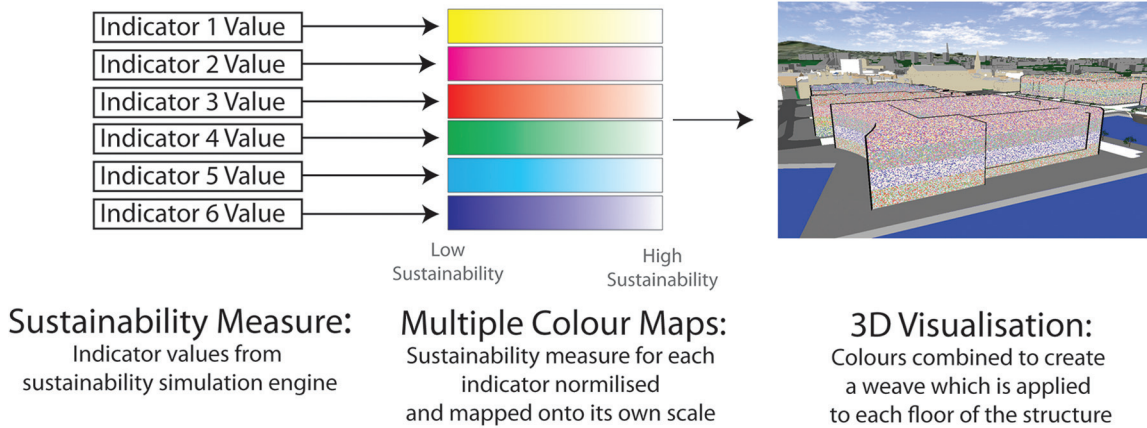 Indicator 1 Value
Indicator 2 Value
Indicator 3 Value
Indicator 4 Value
Indicator 5 Value
Indicator 6 Value
Low
Sustainability
High
Sustainability
Sustainability Measure:
Indicator values from
sustainability simulation engine
Multiple Colour Maps:
Sustainability measure for each
indicator normilised
and mapped onto its own scale
3D Visualisation:
Colours combined to create
a weave which is applied
to each floor of the structure